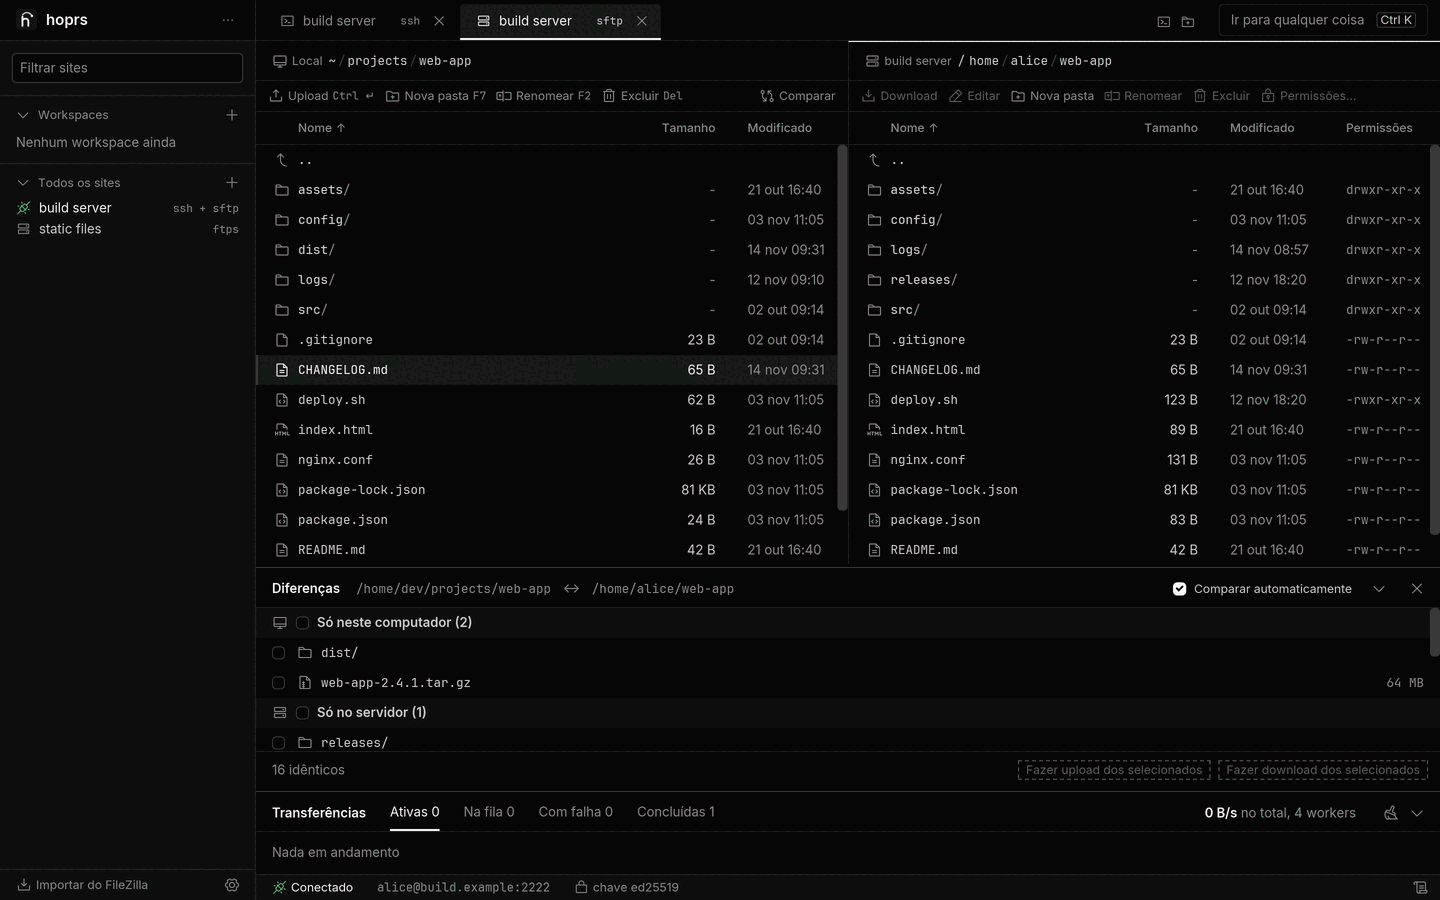 hoprs
build server ssh
build server sftp
Ir para qualquer coisa Ctrl K
Filtrar sites
Workspaces
Nenhum workspace ainda
Todos os sites
build server ssh + sftp
static files ftps
Importar do FileZilla
Local ~ / projects / web-app
Upload Ctrl ↵ Nova pasta F7 Renomear F2 Excluir Del Comparar
Nome ↑ Tamanho Modificado
..
assets/ - 21 out 16:40
config/ - 03 nov 11:05
dist/ - 14 nov 09:31
logs/ - 12 nov 09:10
src/ - 02 out 09:14
.gitignore 23 B 02 out 09:14
CHANGELOG.md 65 B 14 nov 09:31
deploy.sh 62 B 03 nov 11:05
index.html 16 B 21 out 16:40
nginx.conf 26 B 03 nov 11:05
package-lock.json 81 KB 03 nov 11:05
package.json 24 B 03 nov 11:05
README.md 42 B 21 out 16:40
build server / home / alice / web-app
Download Editar Nova pasta Renomear Excluir Permissões...
Nome ↑ Tamanho Modificado Permissões
..
assets/ - 21 out 16:40 drwxr-xr-x
config/ - 03 nov 11:05 drwxr-xr-x
logs/ - 14 nov 08:57 drwxr-xr-x
releases/ - 12 nov 18:20 drwxr-xr-x
src/ - 02 out 09:14 drwxr-xr-x
.gitignore 23 B 02 out 09:14 -rw-r--r--
CHANGELOG.md 65 B 14 nov 09:31 -rw-r--r--
deploy.sh 123 B 12 nov 18:20 -rwxr-xr-x
HTML index.html 89 B 21 out 16:40 -rw-r--r--
nginx.conf 131 B 03 nov 11:05 -rw-r--r--
package-lock.json 81 KB 03 nov 11:05 -rw-r--r--
package.json 83 B 03 nov 11:05 -rw-r--r--
README.md 42 B 21 out 16:40 -rw-r--r--
Diferenças /home/dev/projects/web-app ↔ /home/alice/web-app Comparar automaticamente
Só neste computador (2)
dist/
web-app-2.4.1.tar.gz 64 MB
Só no servidor (1)
releases/
16 idênticos Fazer upload dos selecionados Fazer download dos selecionados
Transferências Ativas 0 Na fila 0 Com falha 0 Concluídas 1 0 B/s no total, 4 workers
Nada em andamento
Conectado alice@build.example:2222 chave ed25519